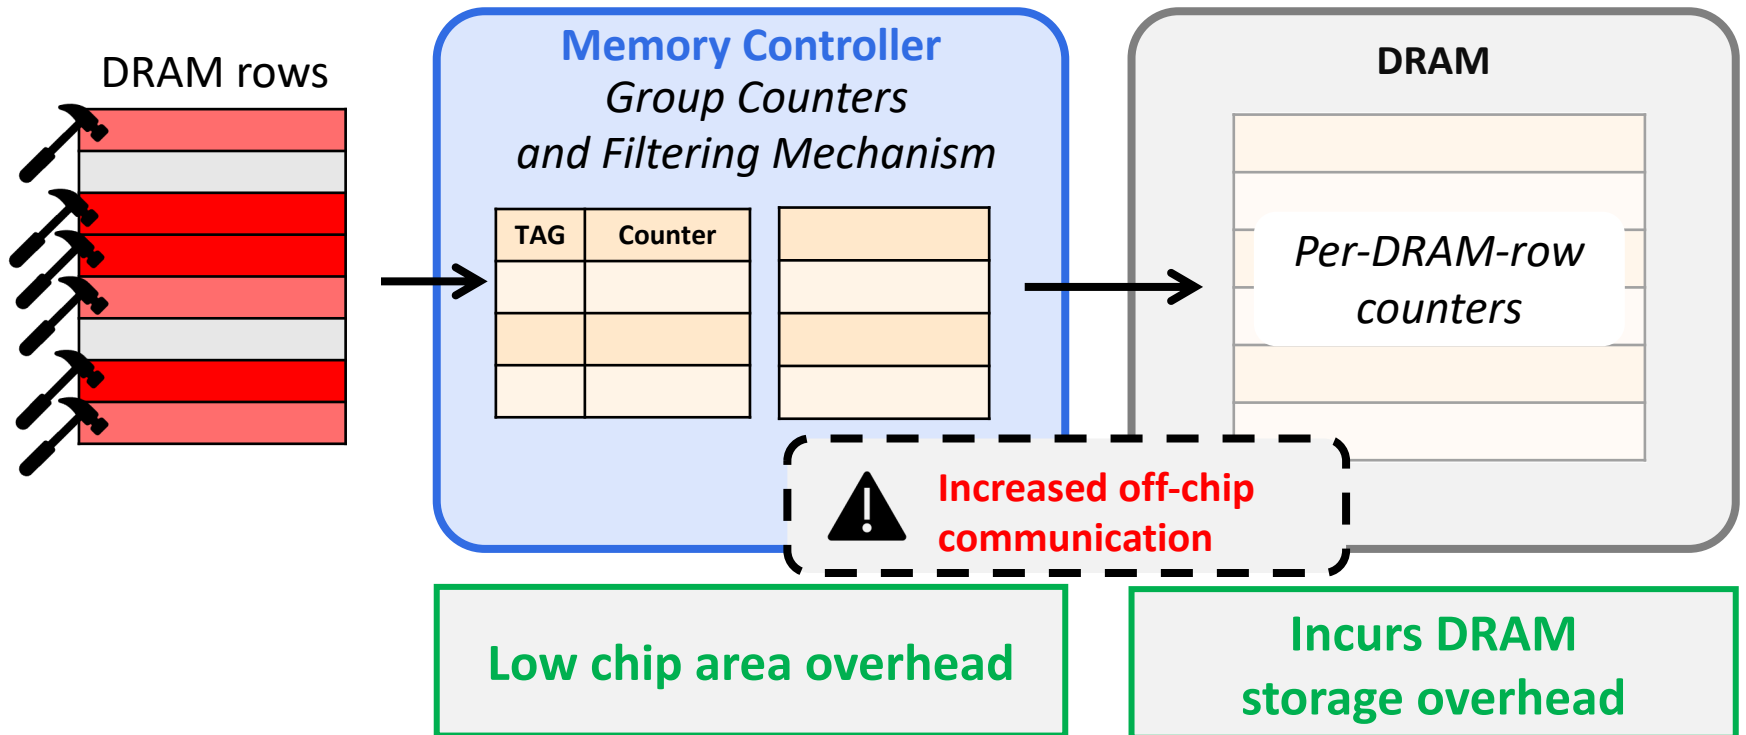 DRAM rows
Memory Controller
Group Counters
and Filtering Mechanism
TAG
Counter
DRAM
Per-DRAM-row
counters
Increased off-chip
communication
Low chip area overhead
Incurs DRAM
storage overhead